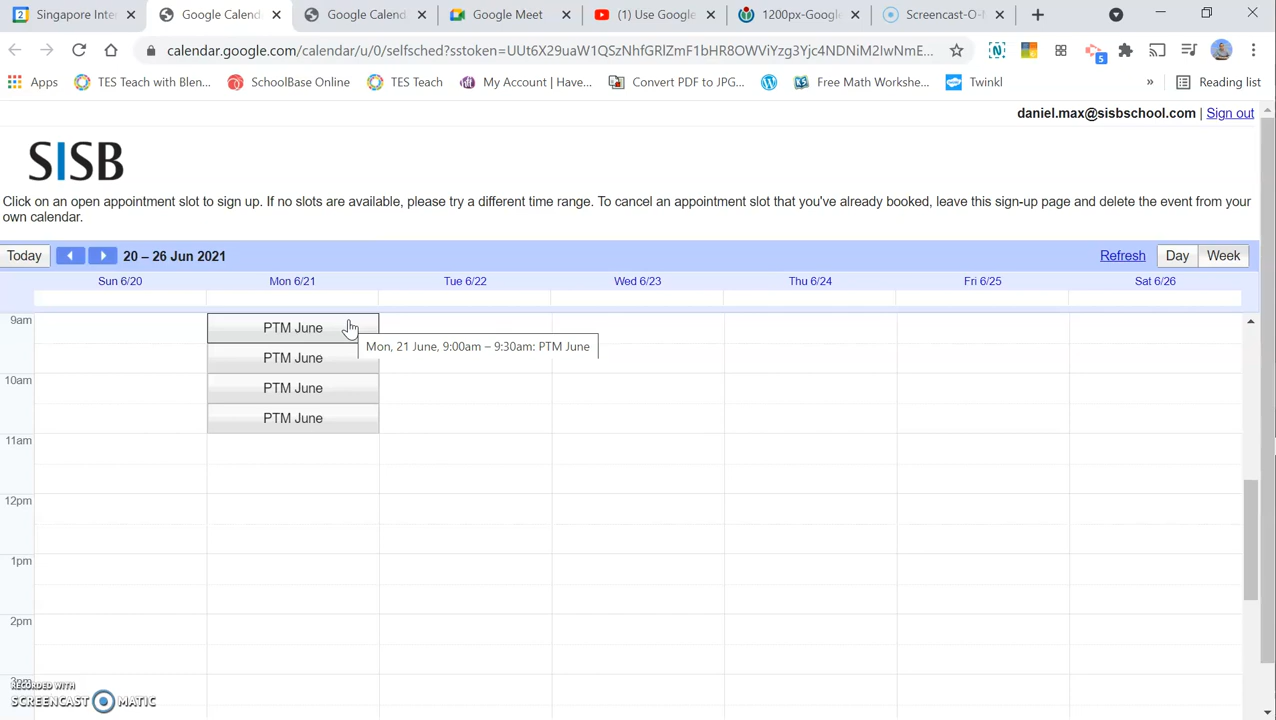 Singapore Inter
Google Calend
Google Calend
Google Meet
(1) Use Google
1200px-Googl
Screencast-O-M
calendar.google.com/calendar/u/0/selfsched?sstoken=UUt6X29uaW1QSzNhfGRlZmF1bHR8OWViYzg3Yjc4NDNiM2IwNmE...
5
Apps
TES Teach with Blen...
SchoolBase Online
TES Teach
My Account | Have...
Convert PDF to JPG...
Free Math Workshe...
Twinkl
»
Reading list
daniel.max@sisbschool.com | Sign out
SISB
Click on an open appointment slot to sign up. If no slots are available, please try a different time range. To cancel an appointment slot that you've already booked, leave this sign-up page and delete the event from your
own calendar.
Today
20 – 26 Jun 2021
Refresh
Day
Week
Sun 6/20
Mon 6/21
Tue 6/22
Wed 6/23
Thu 6/24
Fri 6/25
Sat 6/26
9am
PTM June
Mon, 21 June, 9:00am – 9:30am: PTM June
PTM June
10am
PTM June
PTM June
11am
12pm
1pm
2pm
3pm
RECORDED WITH
SCREENCAST MATIC